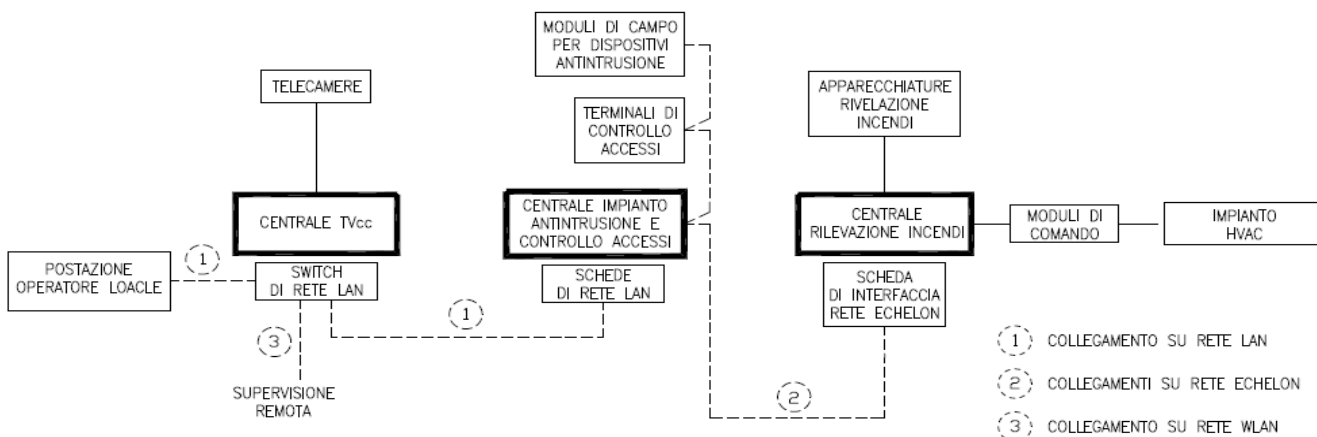 MODULI DI CAMPO
PER DISPOSITIVI
ANTINTRUSIONE
TELECAMERE
TERMINALI DI
CONTROLLO
ACCESSI
APPARECCHIATURE
RIVELAZIONE
INCENDI
CENTRALE TVcc
CENTRALE IMPIANTO
ANTINTRUSIONE E
CONTROLLO ACCESSI
CENTRALE
RILEVAZIONE INCENDI
MODULI DI
COMANDO
IMPIANTO
HVAC
POSTAZIONE
OPERATORE LOACLE
1
SWITCH
DI RETE LAN
SCHEDE
DI RETE LAN
SCHEDA
DI INTERFACCIA
RETE ECHELON
1
3
SUPERVISIONE
REMOTA
2
1 COLLEGAMENTO SU RETE LAN
2 COLLEGAMENTI SU RETE ECHELON
3 COLLEGAMENTO SU RETE WLAN